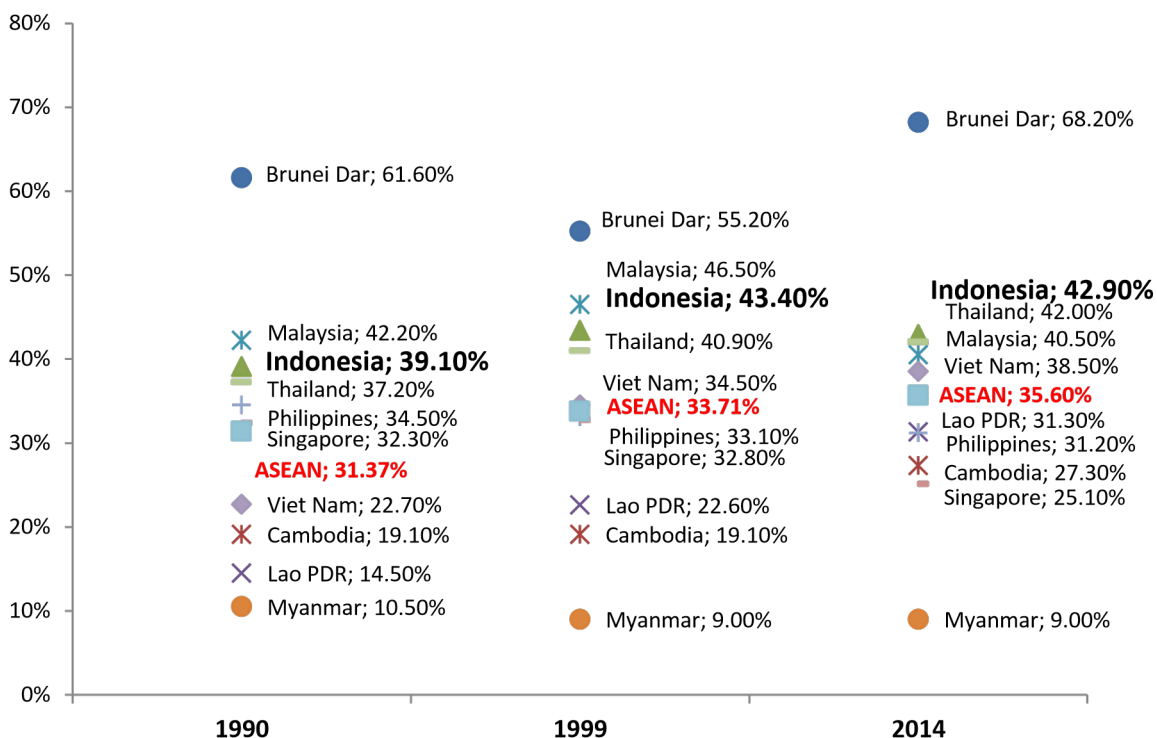 80%
70%
60%
50%
40%
30%
20%
10%
0%
Brunei Dar; 61.60%
Malaysia; 42.20%
Indonesia; 39.10%
Thailand; 37.20%
Philippines; 34.50%
Singapore; 32.30%
ASEAN; 31.37%
Viet Nam; 22.70%
Cambodia; 19.10%
Lao PDR; 14.50%
Myanmar; 10.50%
Brunei Dar; 55.20%
Malaysia; 46.50%
Indonesia; 43.40%
Thailand; 40.90%
Viet Nam; 34.50%
ASEAN; 33.71%
Philippines; 33.10%
Singapore; 32.80%
Lao PDR; 22.60%
Cambodia; 19.10%
Myanmar; 9.00%
Brunei Dar; 68.20%
Indonesia; 42.90%
Thailand; 42.00%
Malaysia; 40.50%
Viet Nam; 38.50%
ASEAN; 35.60%
Lao PDR; 31.30%
Philippines; 31.20%
Cambodia; 27.30%
Singapore; 25.10%
Myanmar; 9.00%
1990
1999
2014